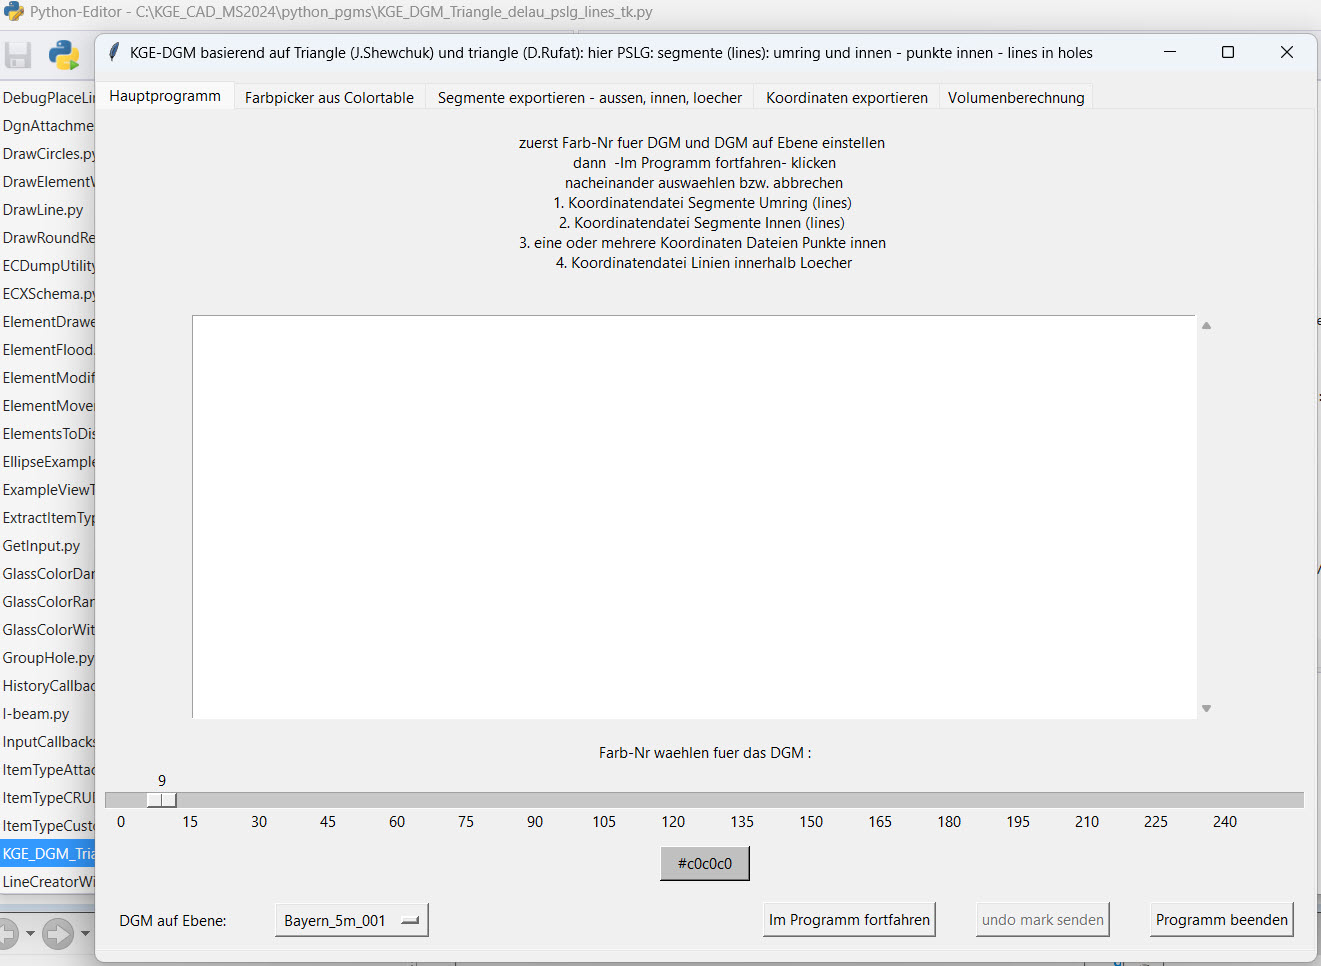 Python-Editor - C:\KGE_CAD_MS2024\python_pgms\KGE_DGM_Triangle_delau_pslg_lines_tk.py
KGE-DGM basierend auf Triangle (J.Shewchuk) und triangle (D.Rufat): hier PSLG: segmente (lines): umring und innen - punkte innen - lines in holes
Hauptprogramm
Farbpicker aus Colortable
Segmente exportieren - aussen, innen, loecher
Koordinaten exportieren
Volumenberechnung
DebugPlaceLi
DgnAttachme
DrawCircles.py
DrawElementV
DrawLine.py
DrawRoundRe
ECDumpUtility
ECXSchema.py
ElementDrawe
ElementFlood
ElementModif
ElementMove
ElementsToDis
EllipseExample
ExampleViewT
ExtractItemTyp
GetInput.py
GlassColorDar
GlassColorRar
GlassColorWit
GroupHole.py
HistoryCallbac
I-beam.py
InputCallbacks
ItemTypeAttac
ItemTypeCRU
ItemTypeCusto
KGE_DGM_Tria
LineCreatorWi
zuerst Farb-Nr fuer DGM und DGM auf Ebene einstellen
dann -Im Programm fortfahren- klicken
nacheinander auswaehlen bzw. abbrechen
1. Koordinatendatei Segmente Umring (lines)
2. Koordinatendatei Segmente Innen (lines)
3. eine oder mehrere Koordinaten Dateien Punkte innen
4. Koordinatendatei Linien innerhalb Loecher
Farb-Nr waehlen fuer das DGM :
9
0 15 30 45 60 75 90 105 120 135 150 165 180 195 210 225 240
#c0c0c0
DGM auf Ebene:
Bayern_5m_001
Im Programm fortfahren
undo mark senden
Programm beenden